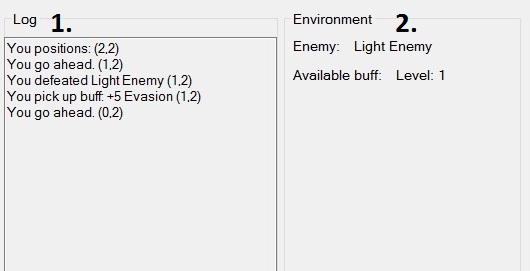 Log 1.
You positions: (2,2)
You go ahead. (1,2)
You defeated Light Enemy (1,2)
You pick up buff: +5 Evasion (1,2)
You go ahead. (0,2)
Environment 2.
Enemy: Light Enemy
Available buff: Level: 1